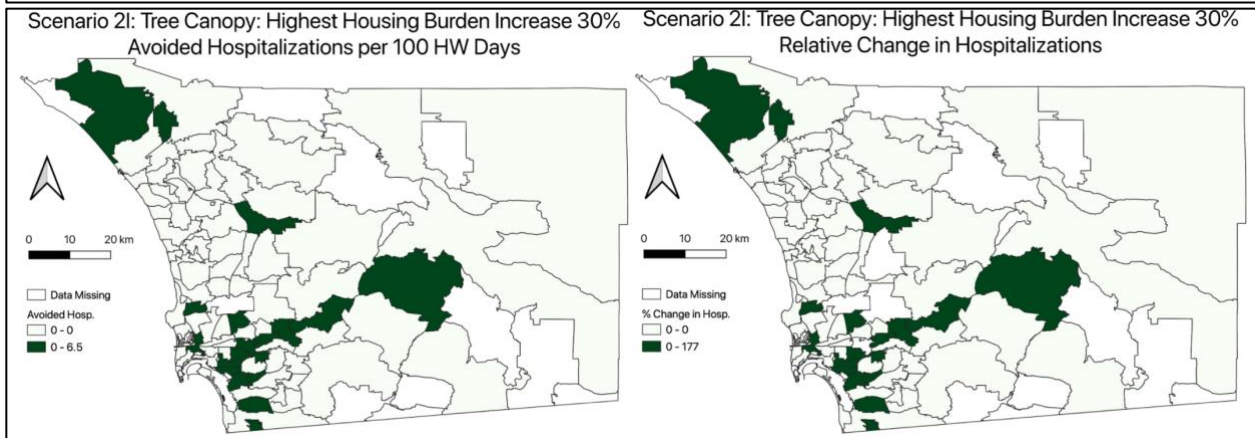 Scenario 2I: Tree Canopy: Highest Housing Burden Increase 30%
Avoided Hospitalizations per 100 HW Days
0 10 20 km
Data Missing
Avoided Hosp.
0 - 0
0 - 6.5
Scenario 2I: Tree Canopy: Highest Housing Burden Increase 30%
Relative Change in Hospitalizations
0 10 20 km
Data Missing
% Change in Hosp.
0 - 0
0 - 177